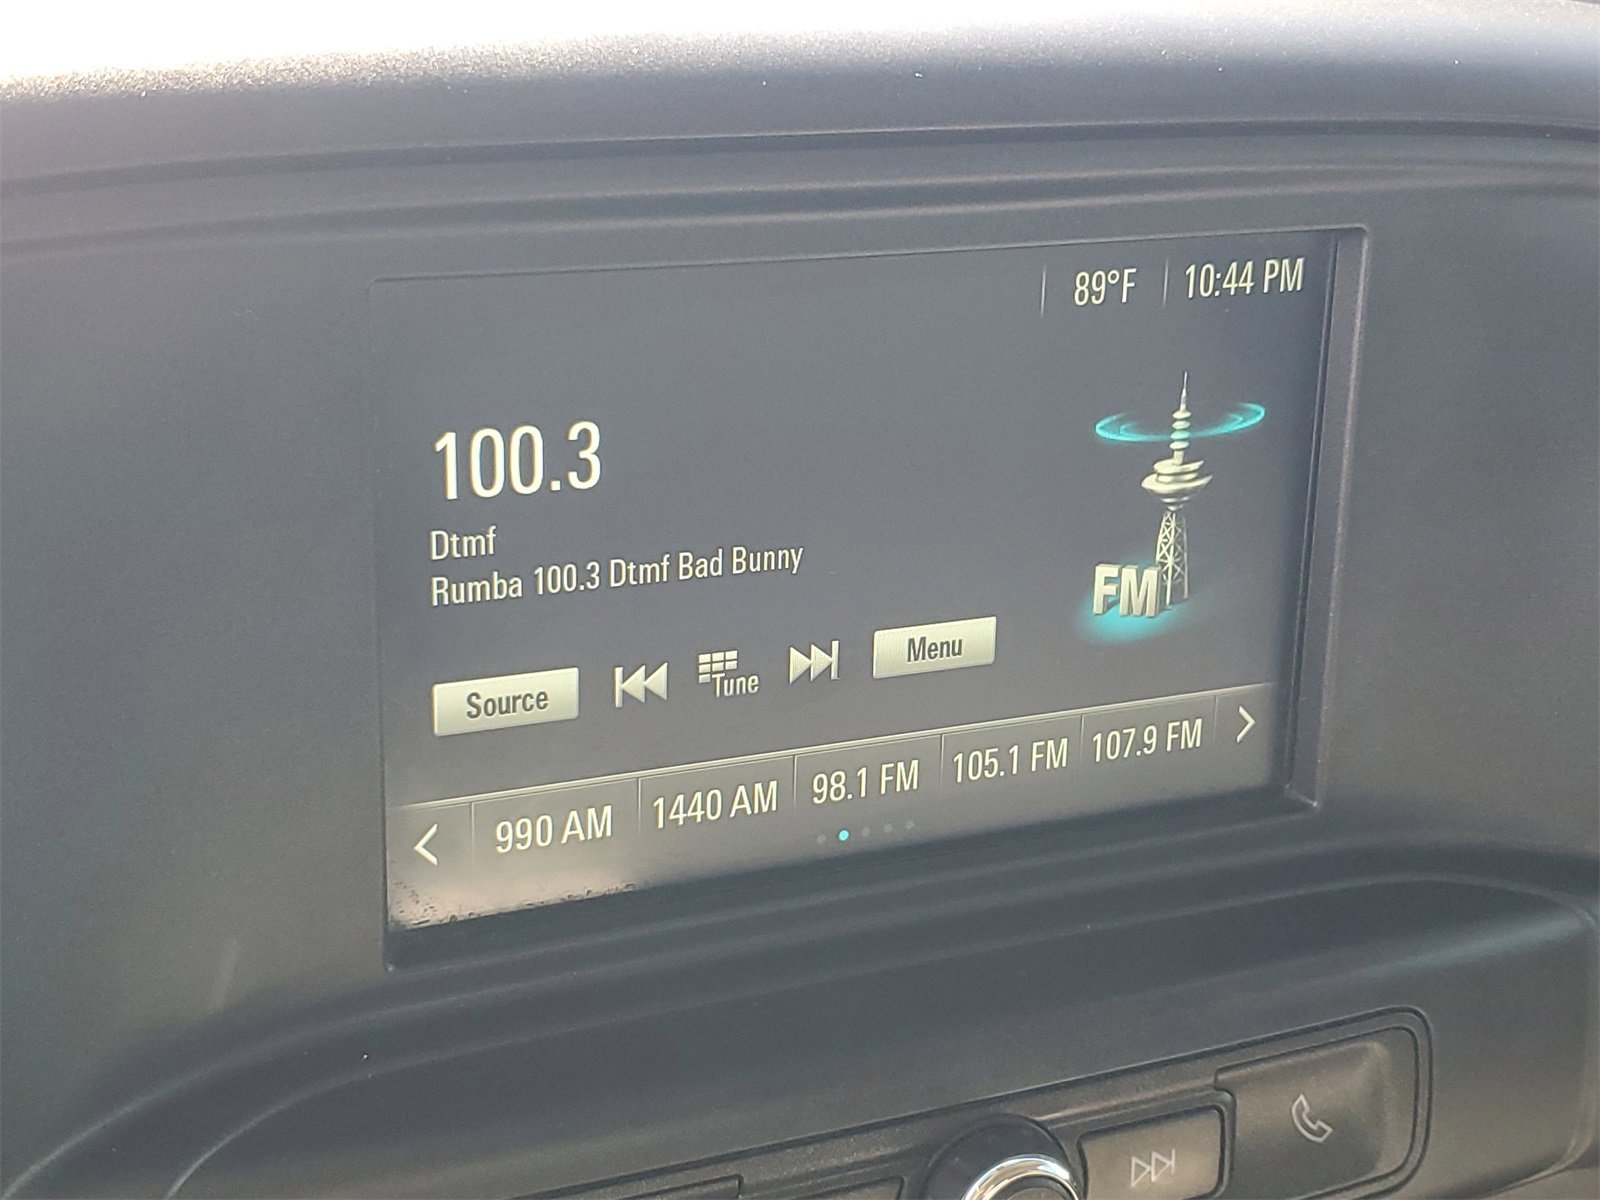 89°F 10:44 PM
100.3
Dtmf
Rumba 100.3 Dtmf Bad Bunny
FM
Source Tune Menu
990 AM 1440 AM 98.1 FM 105.1 FM 107.9 FM